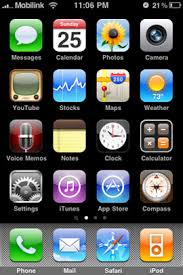 Mobilink 11:06 PM 21 %
Messages Calendar Photos Camera
Sunday
25
YouTube Stocks Maps Weather
280
73°
Voice Memos Notes Clock Calculator
Settings iTunes App Store Compass
Phone Mail Safari iPod